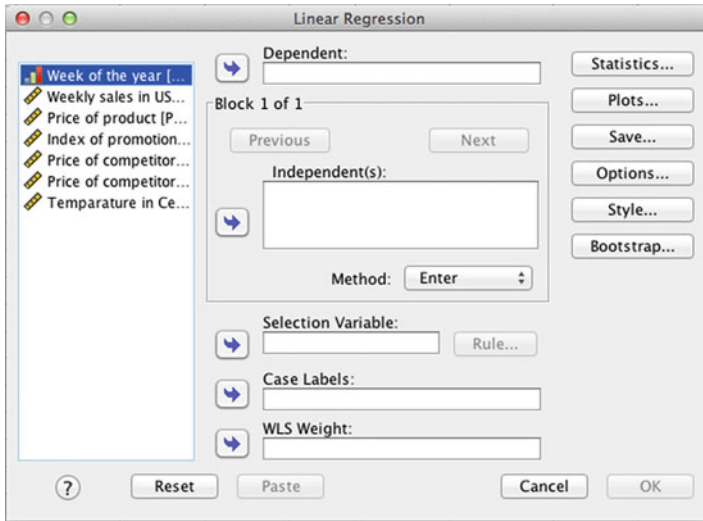 Linear Regression
Week of the year [...
Weekly sales in US...
Price of product [P...
Index of promotion...
Price of competitor...
Price of competitor...
Temparature in Ce...
Dependent:
Block 1 of 1
Previous
Next
Independent(s):
Method:
Enter
Selection Variable:
Rule...
Case Labels:
WLS Weight:
Statistics...
Plots...
Save...
Options...
Style...
Bootstrap...
?
Reset
Paste
Cancel
OK